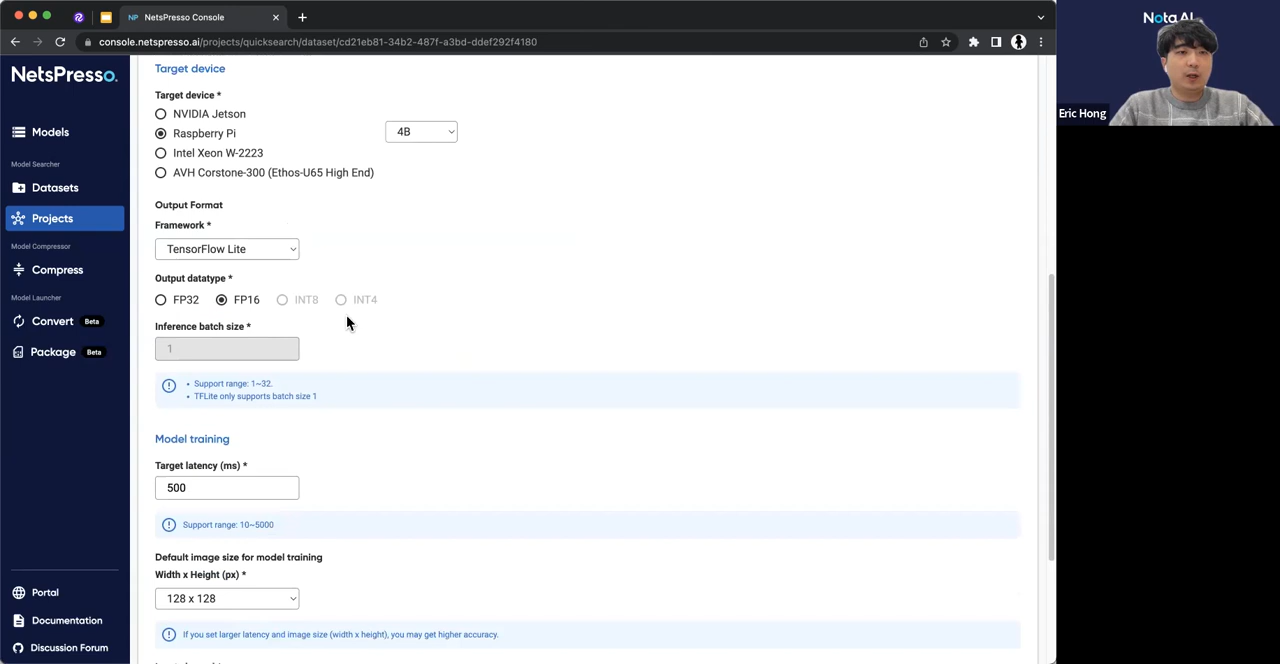 NP NetsPresso Console
console.netspresso.ai/projects/quicksearch/dataset/cd21eb81-34b2-487f-a3bd-ddef292f4180
NetsPresso.
Models
Model Searcher
Datasets
Projects
Model Compressor
Compress
Model Launcher
Convert Beta
Package Beta
Portal
Documentation
Discussion Forum
Target device
Target device *
NVIDIA Jetson
Raspberry Pi
4B
Intel Xeon W-2223
AVH Corstone-300 (Ethos-U65 High End)
Output Format
Framework *
TensorFlow Lite
Output datatype *
FP32 FP16 INT8 INT4
Inference batch size *
1
• Support range: 1~32.
• TFLite only supports batch size 1
Model training
Target latency (ms) *
500
Support range: 10~5000
Default image size for model training
Width x Height (px) *
128 x 128
If you set larger latency and image size (width x height), you may get higher accuracy.
Nota AI
Eric Hong